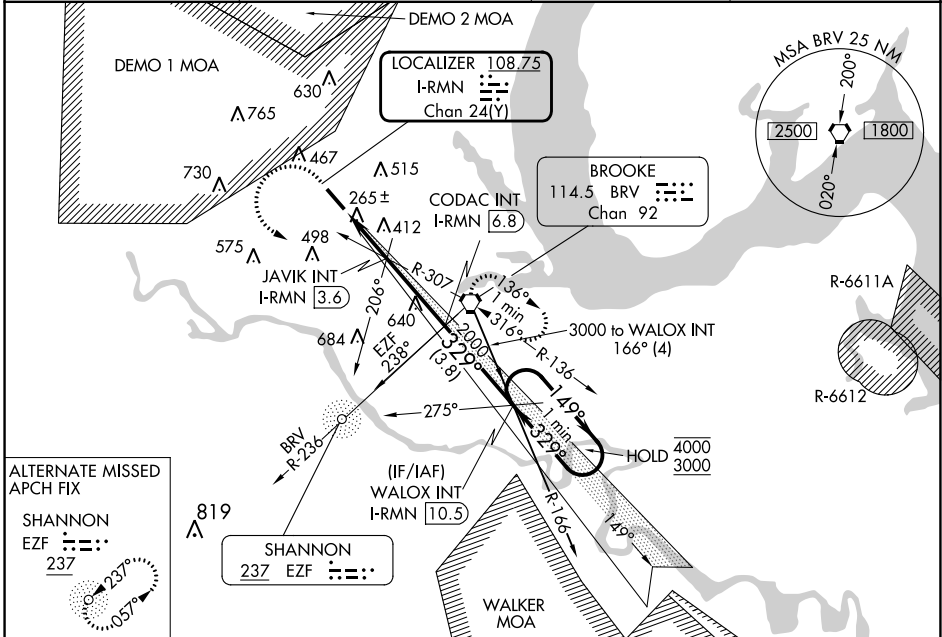 DEMO 2 MOA
DEMO 1 MOA
LOCALIZER 108.75
I-RMN
Chan 24(Y)
MSA BRV 25 NM
200°
2500
1800
020°
630
765
730
467
515
265 ±
412
575
498
684
640
BROOKE
114.5 BRV
Chan 92
CODAC INT
I-RMN 6.8
JAVIK INT
I-RMN 3.6
R-307
206°
EZF
238°
136°
1 min
316°
R-136
3000 to WALOX INT
166° (4)
2000
329°
(3.8)
R-6611A
R-6612
275°
149°
1 min
329°
HOLD 4000
3000
BRV
R-236
(IF/IAF)
WALOX INT
I-RMN 10.5
R-166
149°
ALTERNATE MISSED
APCH FIX
SHANNON
EZF
237
237°
057°
819
SHANNON
237 EZF
WALKER
MOA